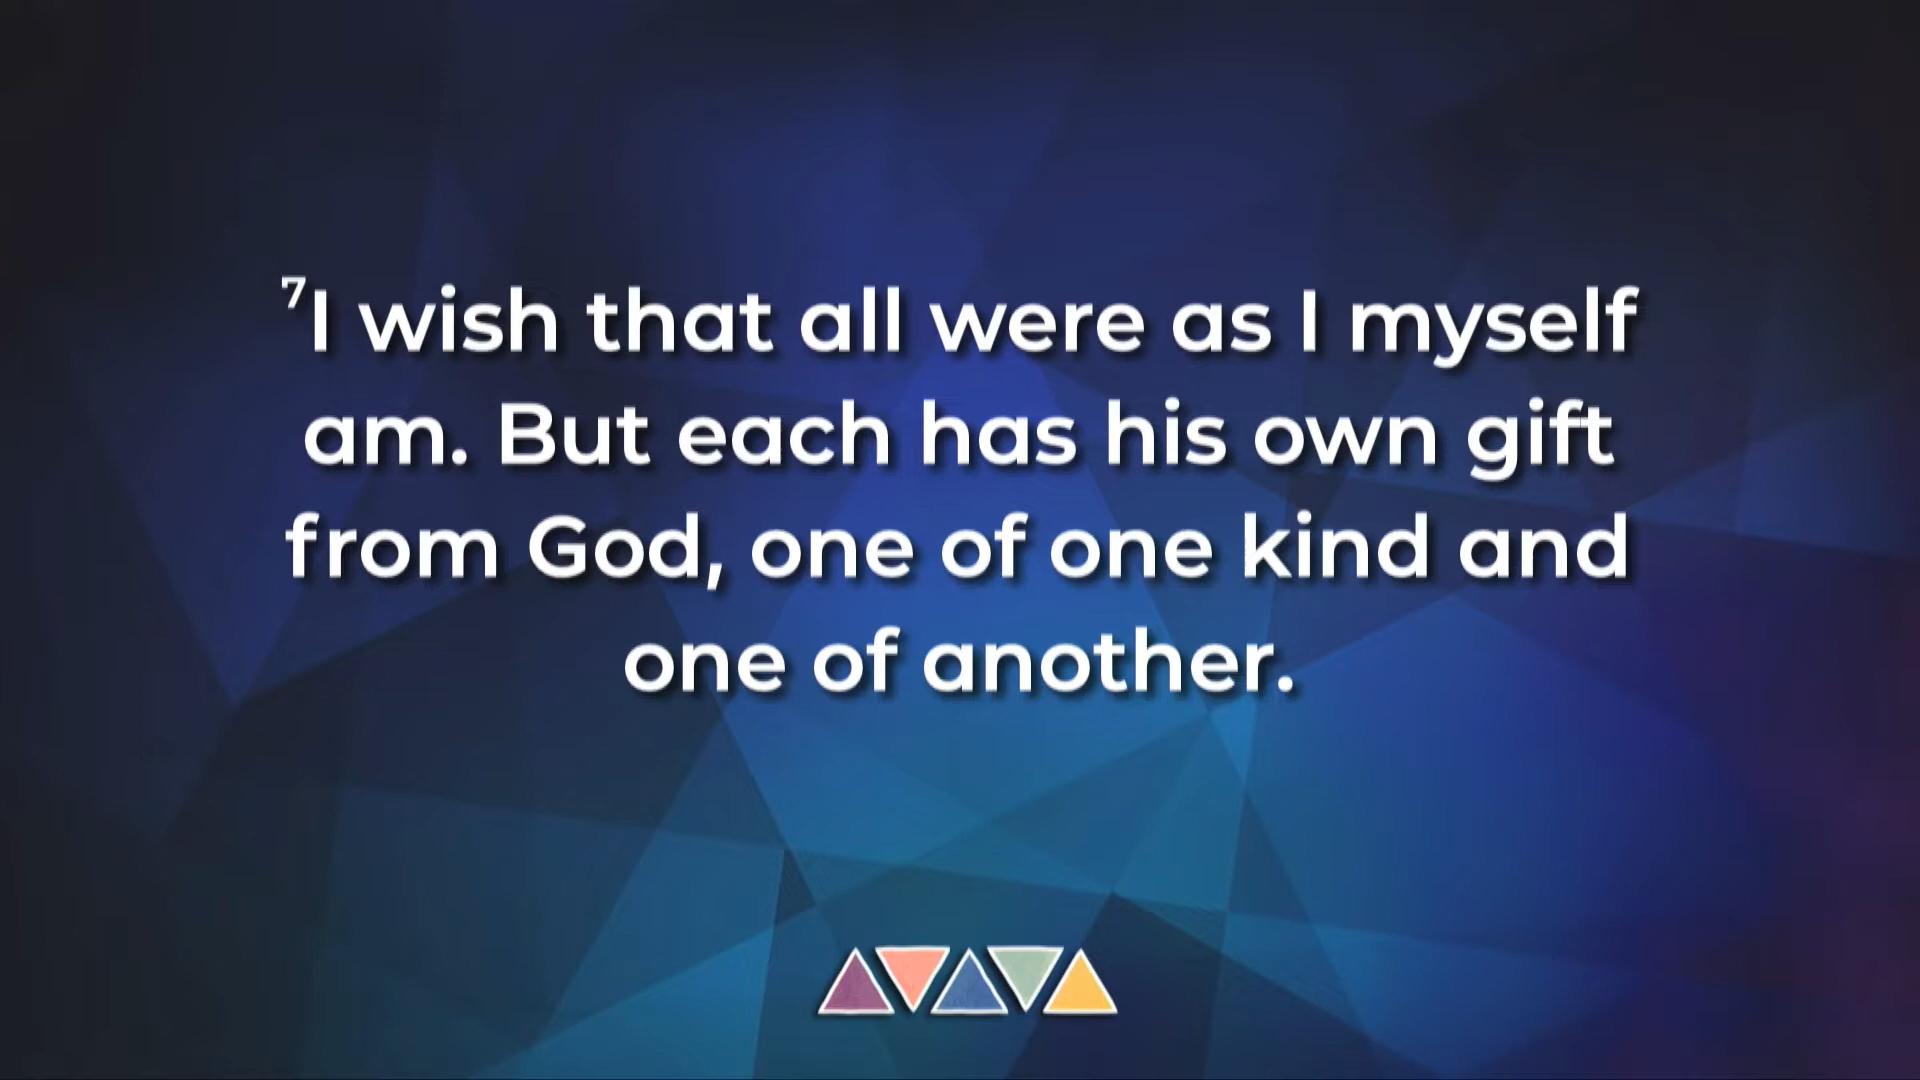 ⁷I wish that all were as I myself
am. But each has his own gift
from God, one of one kind and
one of another.